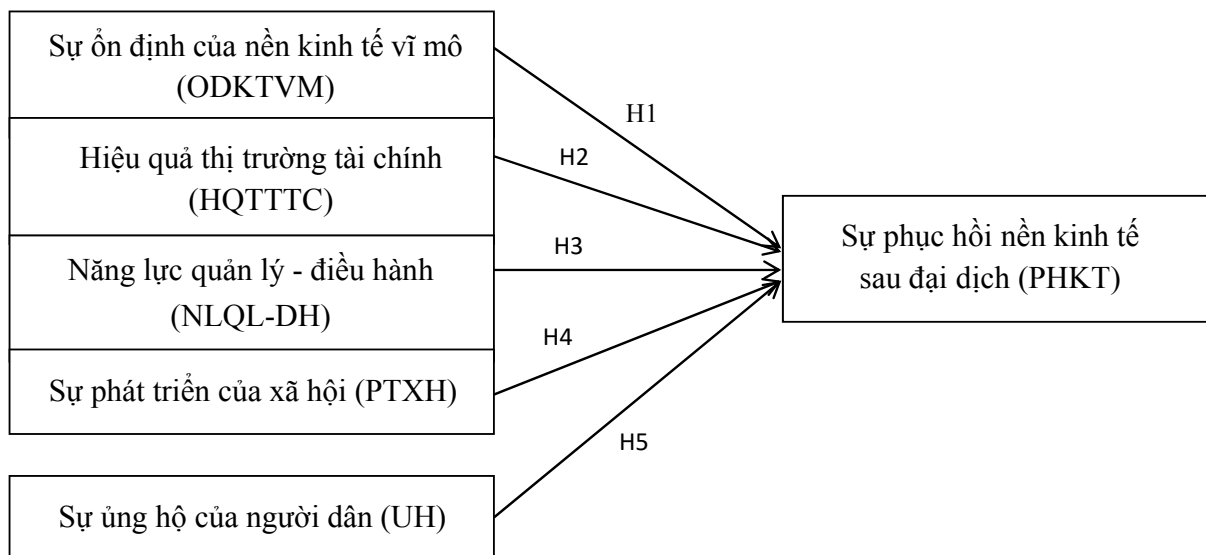 Sự ổn định của nền kinh tế vĩ mô
(ODKTVM)
H1
Hiệu quả thị trường tài chính
(HQTTTC)
H2
Năng lực quản lý - điều hành
(NLQL-DH)
H3
Sự phát triển của xã hội (PTXH)
H4
Sự ủng hộ của người dân (UH)
H5
Sự phục hồi nền kinh tế
sau đại dịch (PHKT)